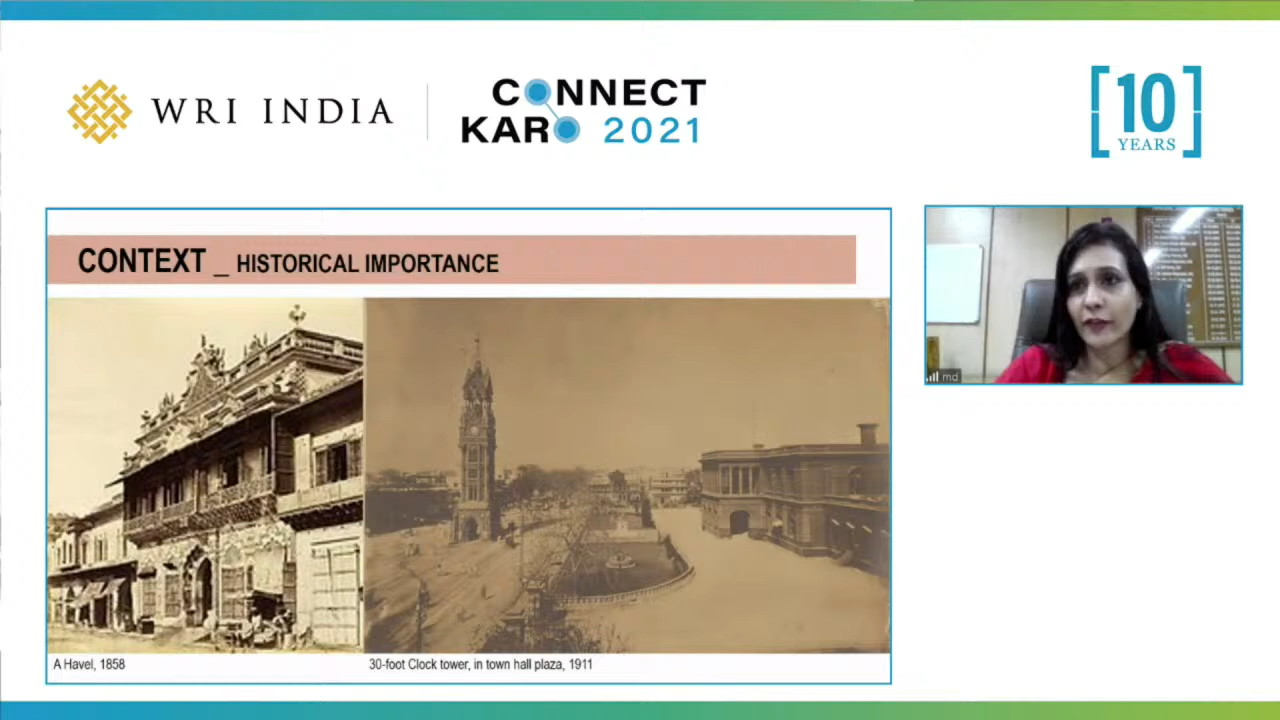 WRI INDIA
CONNECT
KARO 2021
10
YEARS
CONTEXT _ HISTORICAL IMPORTANCE
md
A Havel, 1858
30-foot Clock tower, in town hall plaza, 1911